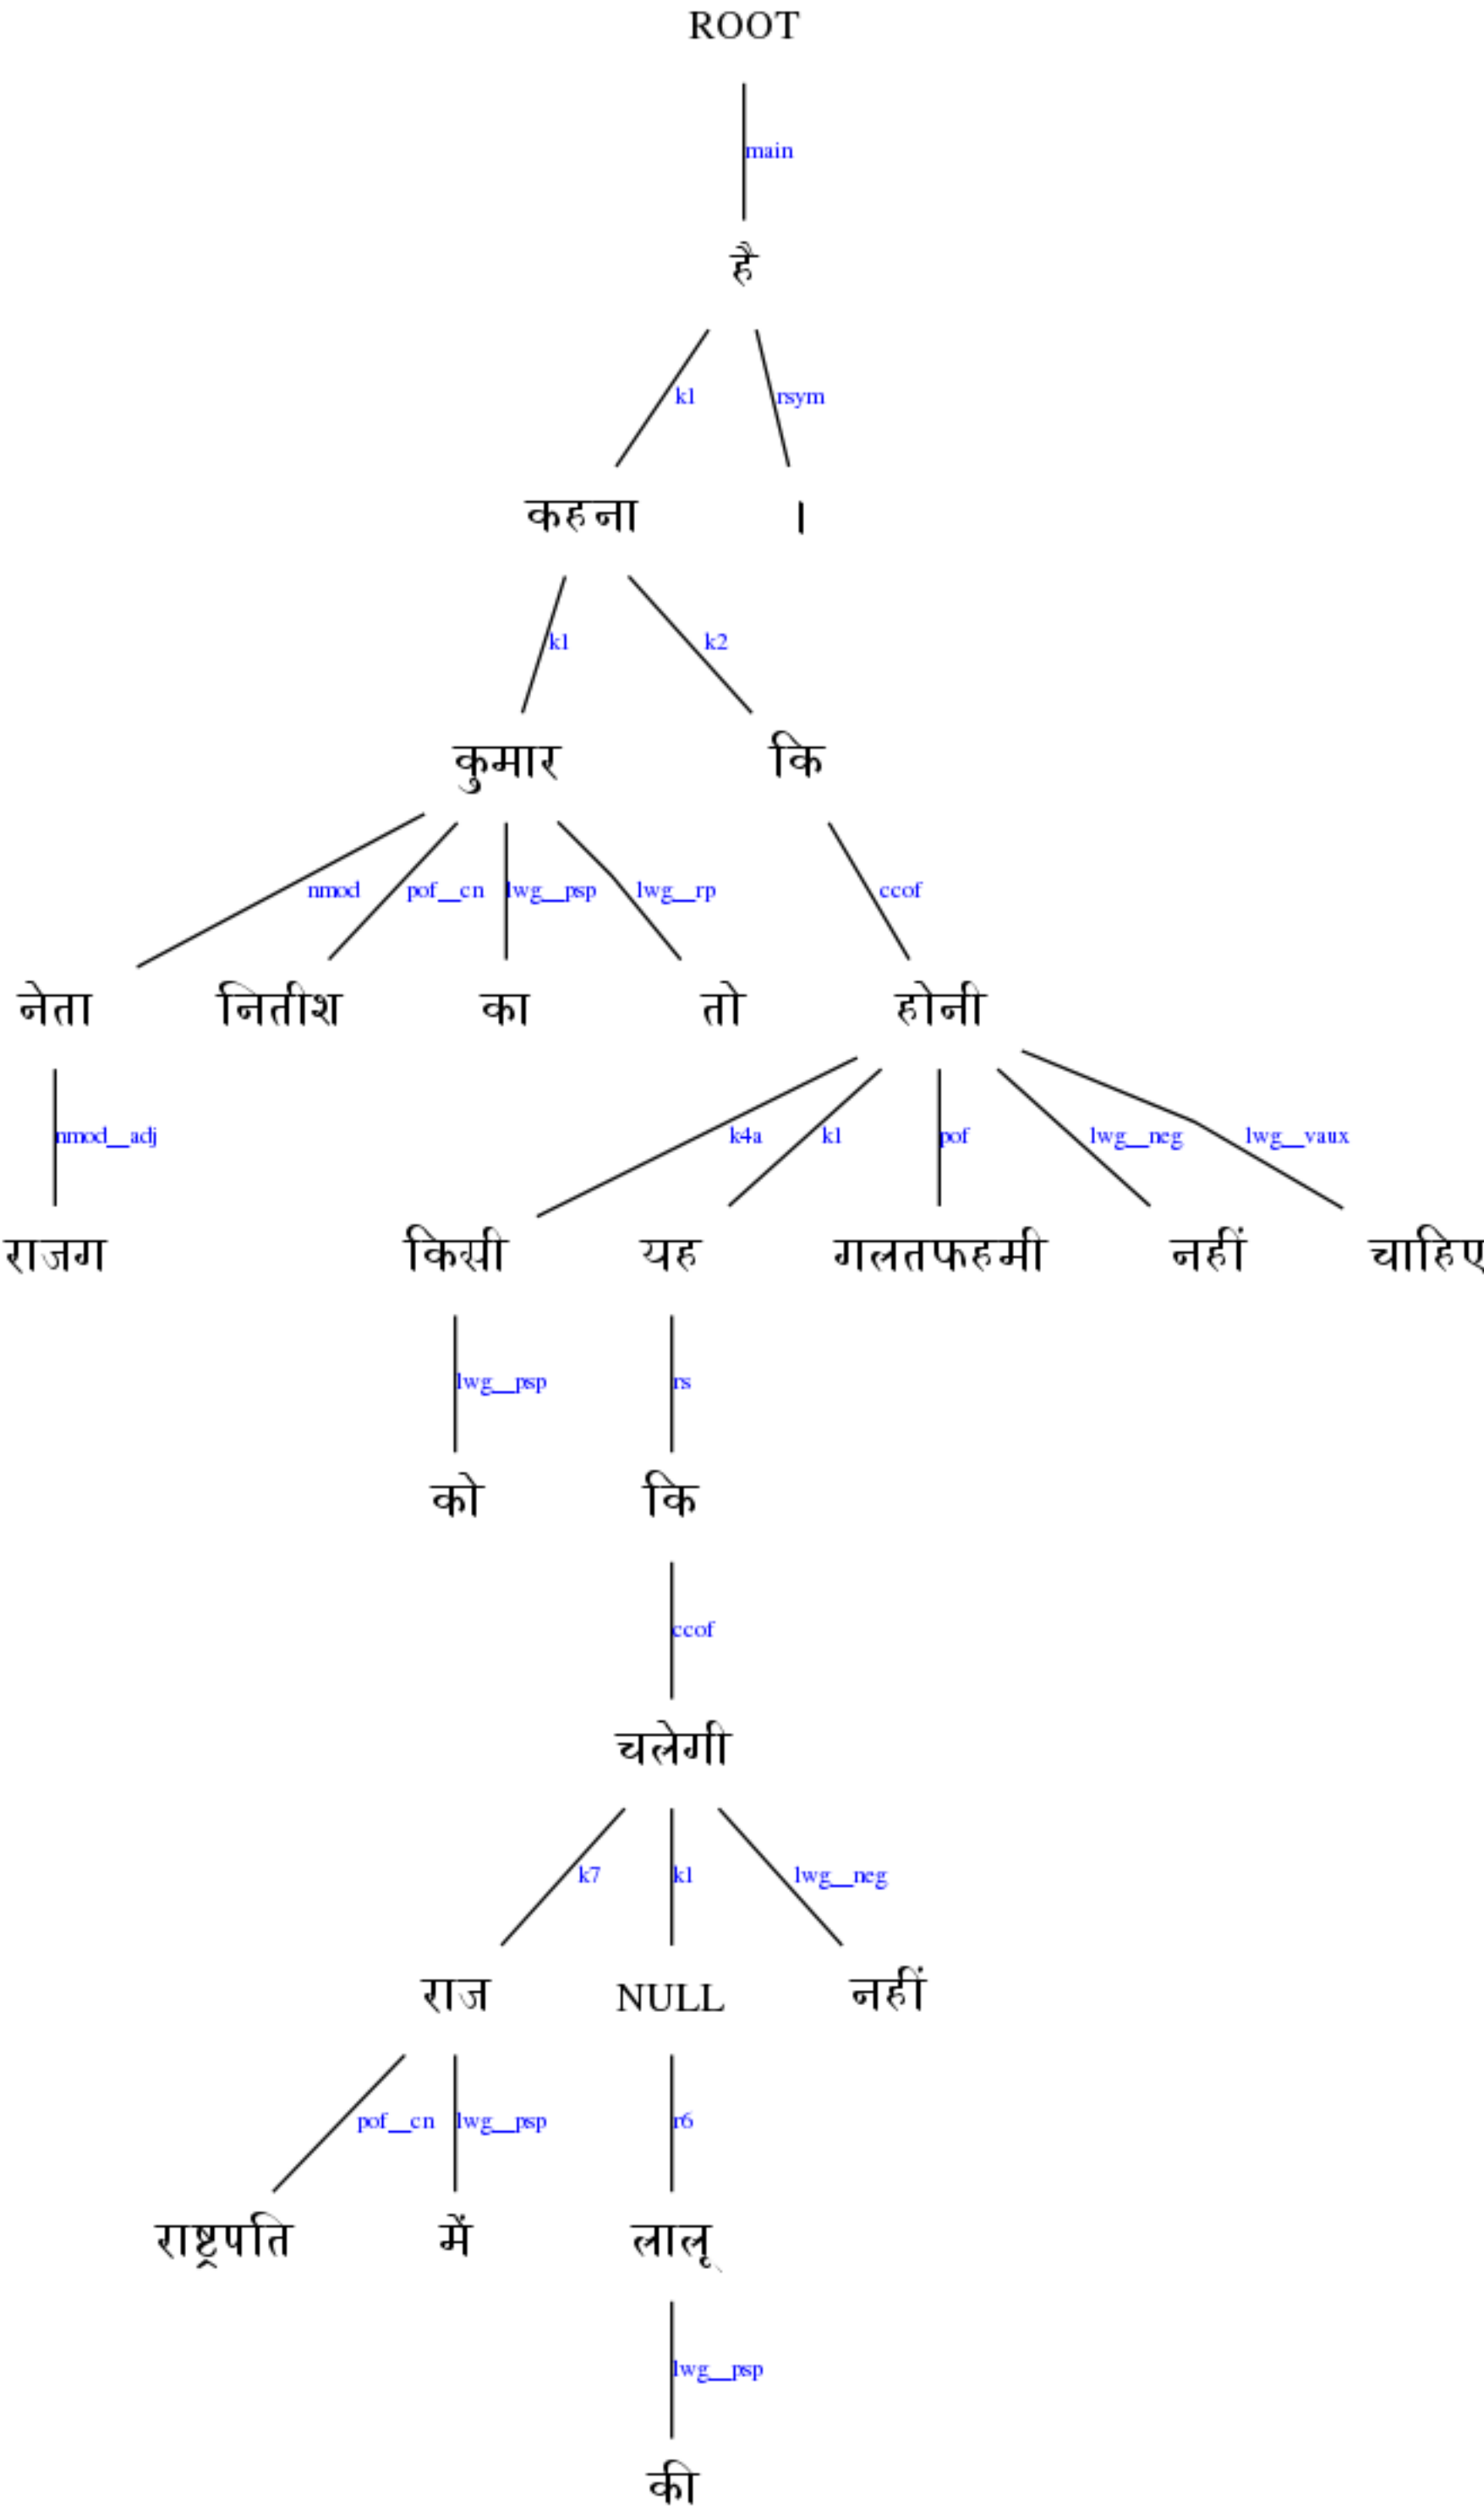 ROOT
main
है
k1 rsym
कहना ।
k1 k2
कुमार कि
nmod pof__cn lwg__psp lwg__rp ccof
नेता नितीश का तो होनी
nmod__adj k4a k1 pof lwg__neg lwg__vaux
राजग किसी यह गलतफहमी नहीं चाहिए
lwg__psp rs
को कि
ccof
चलेगी
k7 k1 lwg__neg
राज NULL नहीं
pof__cn lwg__psp r6
राष्ट्रपति में लालू
lwg__psp
की